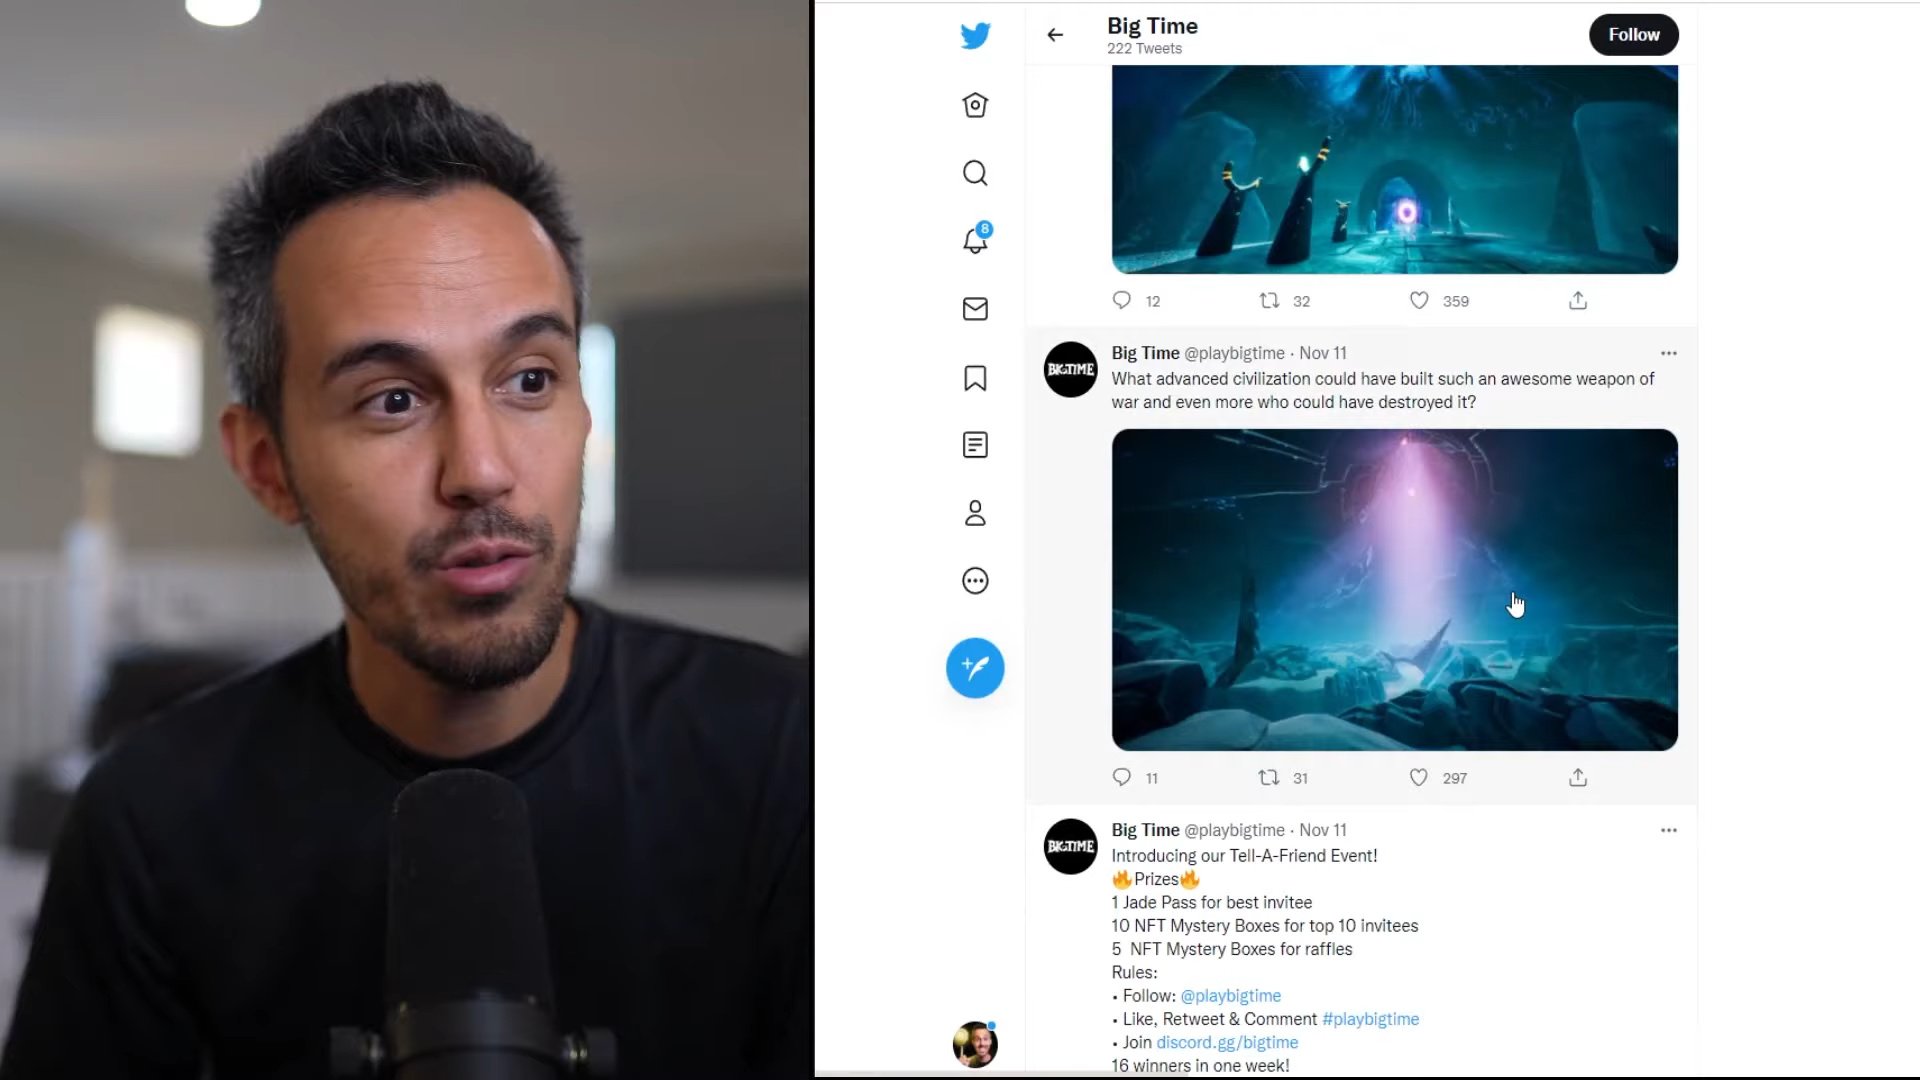 Big Time
222 Tweets
Follow
8
12
32
359
BIGTIME
Big Time @playbigtime · Nov 11
What advanced civilization could have built such an awesome weapon of
war and even more who could have destroyed it?
11
31
297
BIGTIME
Big Time @playbigtime · Nov 11
Introducing our Tell-A-Friend Event!
🔥Prizes🔥
1 Jade Pass for best invitee
10 NFT Mystery Boxes for top 10 invitees
5 NFT Mystery Boxes for raffles
Rules:
• Follow: @playbigtime
• Like, Retweet & Comment #playbigtime
• Join discord.gg/bigtime
16 winners in one week!